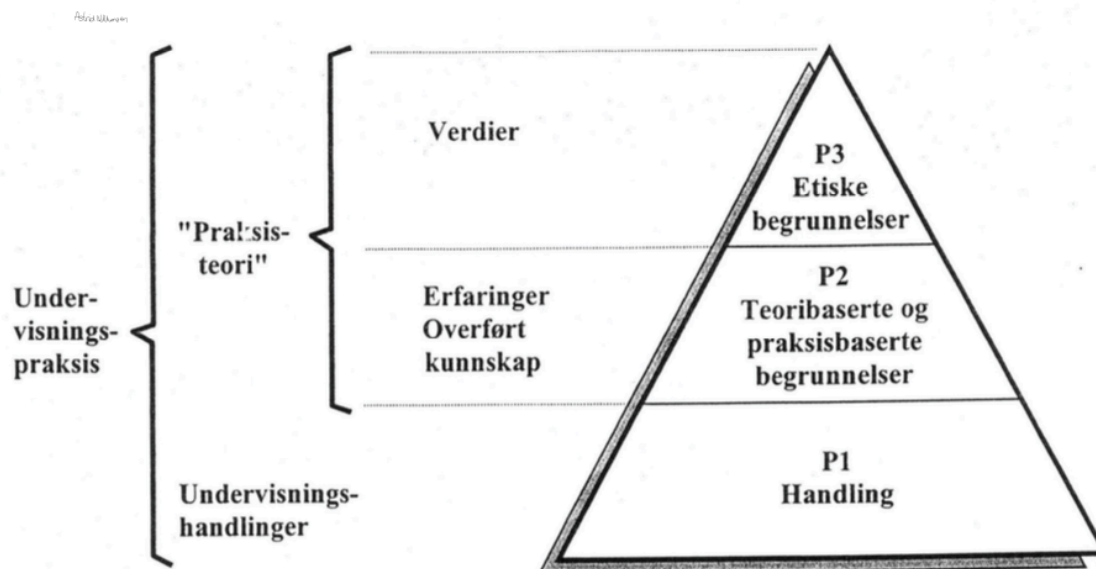 Under-
visnings-
praksis
"Praksis-
teori"
Undervisnings-
handlinger
Verdier
Erfaringer
Overført
kunnskap
P3
Etiske
begrunnelser
P2
Teoribaserte og
praksisbaserte
begrunnelser
P1
Handling